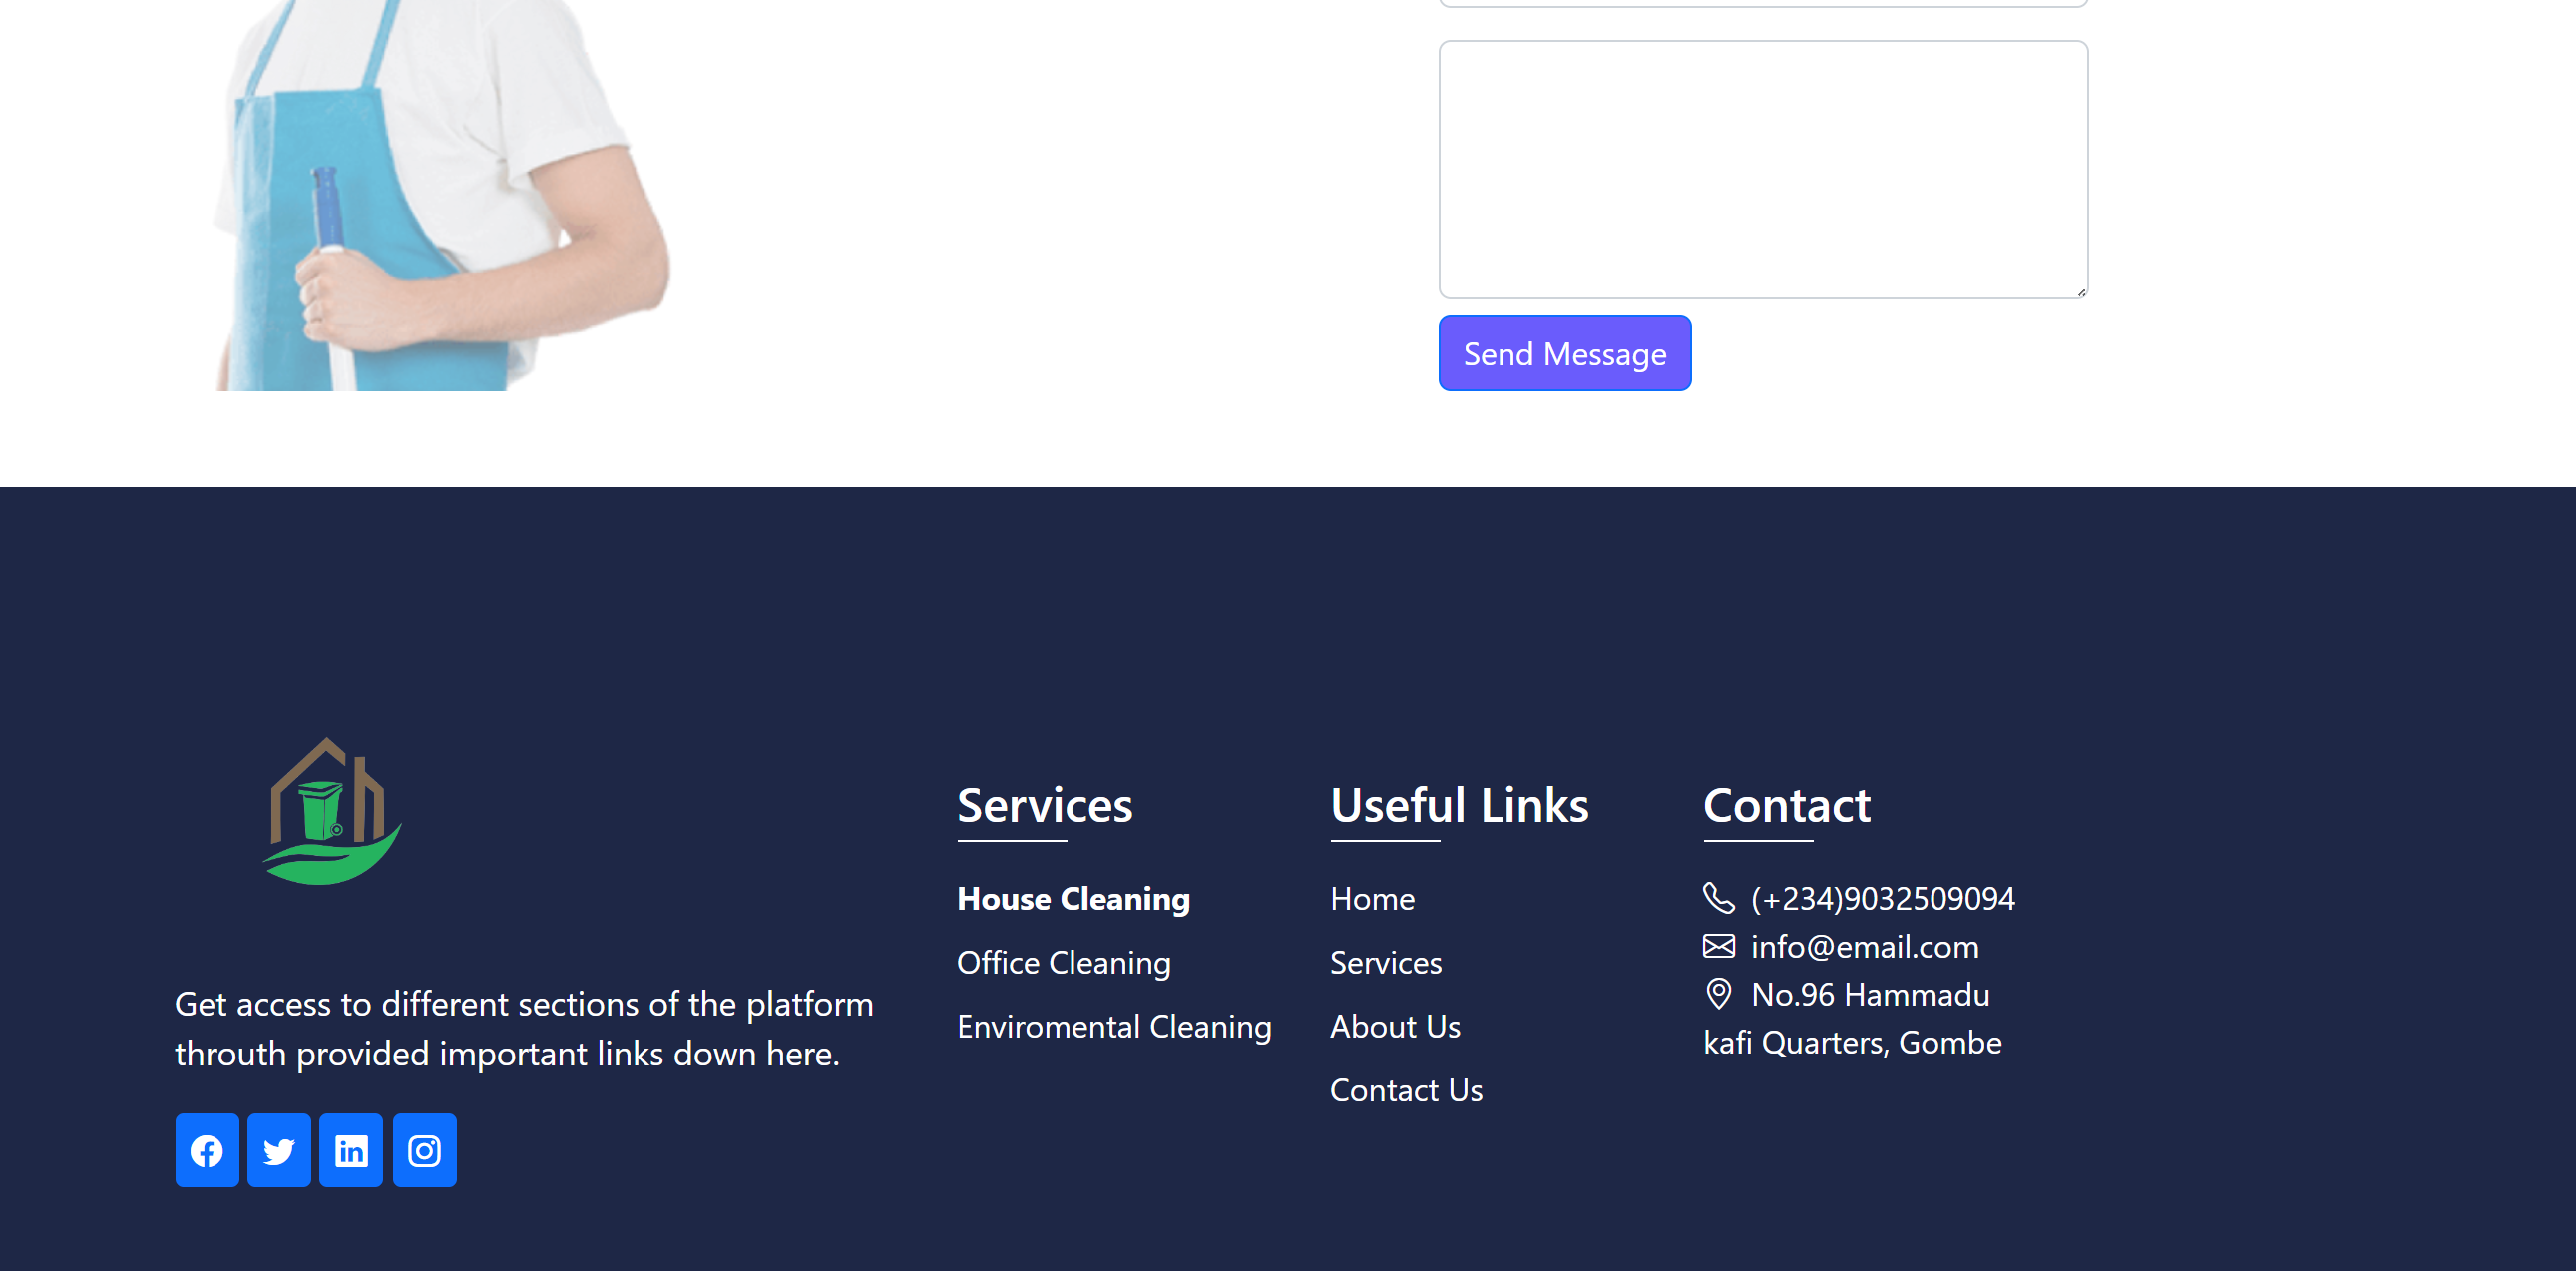 Send Message
Get access to different sections of the platform
throuth provided important links down here.
Services
House Cleaning
Office Cleaning
Enviromental Cleaning
Useful Links
Home
Services
About Us
Contact Us
Contact
(+234)9032509094
info@email.com
No.96 Hammadu
kafi Quarters, Gombe